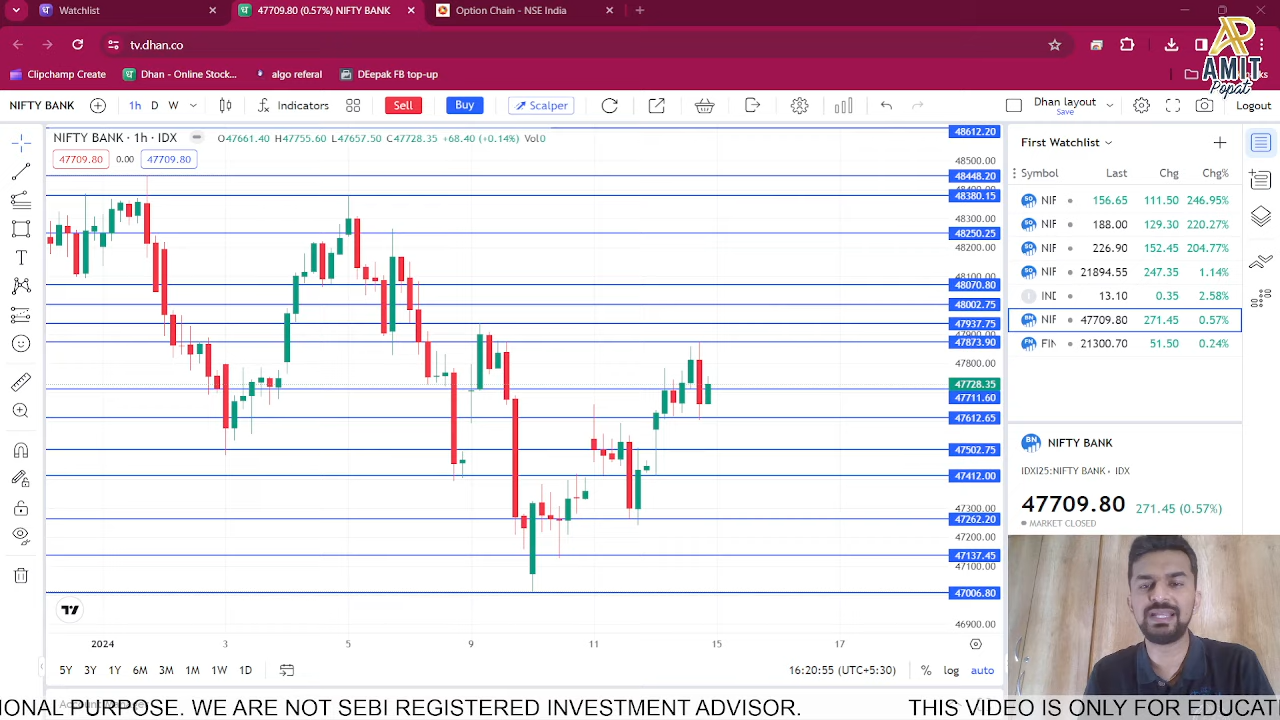 Watchlist
47709.80 (0.57%) NIFTY BANK
Option Chain - NSE India
tv.dhan.co
Clipchamp Create
Dhan - Online Stock...
algo referal
DEepak FB top-up
AP
AMIT
Popat
NIFTY BANK
1h D W
Indicators
Sell
Buy
Scalper
Dhan layout
Save
Logout
NIFTY BANK · 1h · IDX
O47661.40 H47755.60 L47657.50 C47728.35 +68.40 (+0.14%) Vol0
47709.80 0.00 47709.80
48612.20
48500.00
48448.20
48380.15
48300.00
48250.25
48200.00
48100.00
48070.80
48002.75
47937.75
47900.00
47873.90
47800.00
47728.35
47711.60
47612.65
47502.75
47412.00
47300.00
47262.20
47200.00
47137.45
47100.00
47006.80
46900.00
2024 3 5 9 11 15 17
5Y 3Y 1Y 6M 3M 1M 1W 1D
16:20:55 (UTC+5:30)
% log auto
First Watchlist
Symbol Last Chg Chg%
NIF 156.65 111.50 246.95%
NIF 188.00 129.30 220.27%
NIF 226.90 152.45 204.77%
NIF 21894.55 247.35 1.14%
IND 13.10 0.35 2.58%
NIF 47709.80 271.45 0.57%
FIN 21300.70 51.50 0.24%
NIFTY BANK
IDXI25:NIFTY BANK · IDX
47709.80 271.45 (0.57%)
MARKET CLOSED
IONAL PURPOSE. WE ARE NOT SEBI REGISTERED INVESTMENT ADVISOR. THIS VIDEO IS ONLY FOR EDUCATI